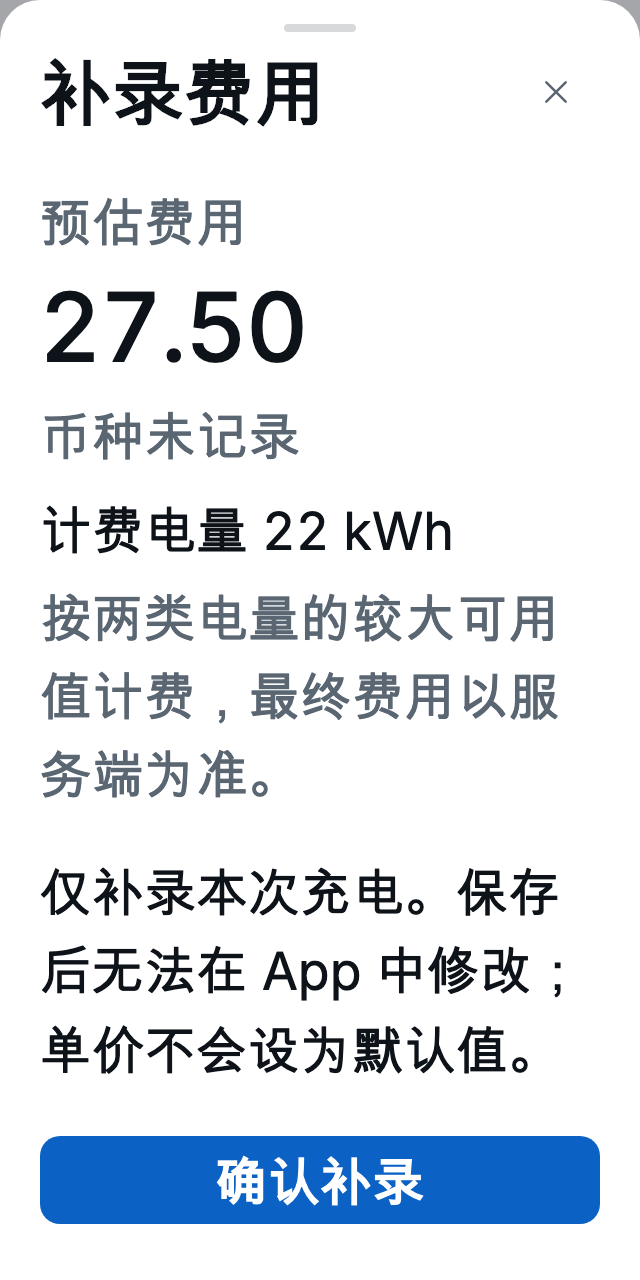 补录费用
预估费用
27.50
币种未记录
计费电量 22 kWh
按两类电量的较大可用
值计费，最终费用以服
务端为准。
仅补录本次充电。保存
后无法在 App 中修改；
单价不会设为默认值。
确认补录